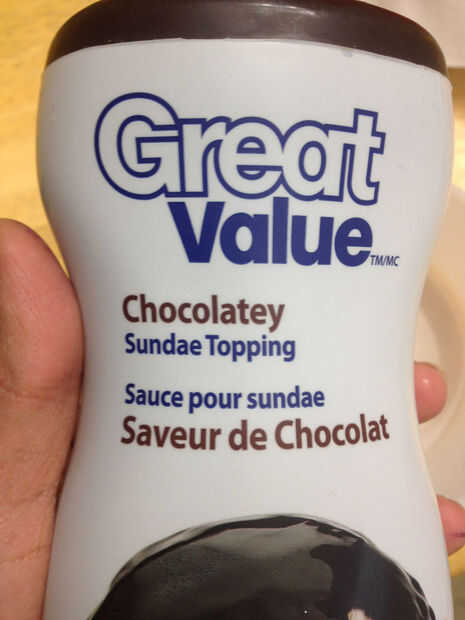 Great
Value TM/MC
Chocolatey
Sundae Topping
Sauce pour sundae
Saveur de Chocolat